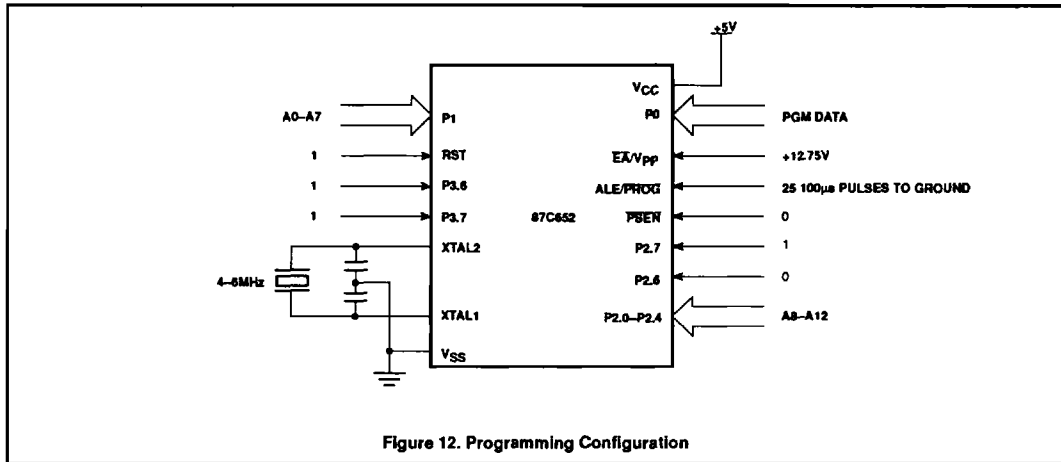 +5V
VCC
A0–A7
P1
P0
PGM DATA
1
RST
EA/VPP
+12.75V
1
P3.6
ALE/PROG
25 100µs PULSES TO GROUND
1
P3.7
87C652
PSEN
0
XTAL2
P2.7
1
4–6MHz
P2.6
0
XTAL1
P2.0–P2.4
A8–A12
VSS
Figure 12. Programming Configuration